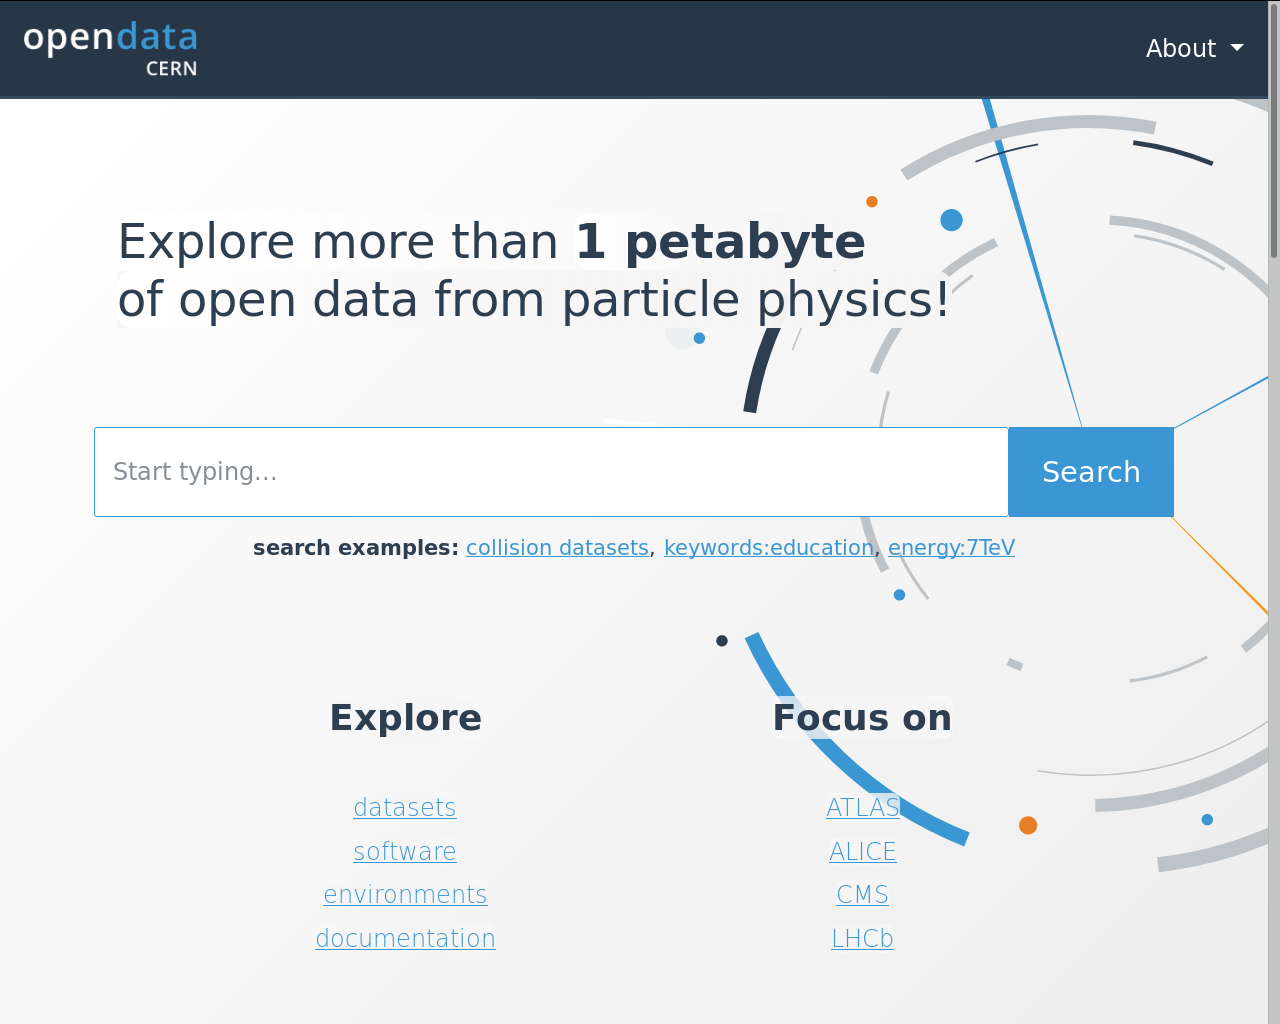 opendata
CERN
About
Explore more than 1 petabyte
of open data from particle physics!
Start typing...
Search
search examples: collision datasets, keywords:education, energy:7TeV
Explore
Focus on
datasets
ATLAS
software
ALICE
environments
CMS
documentation
LHCb